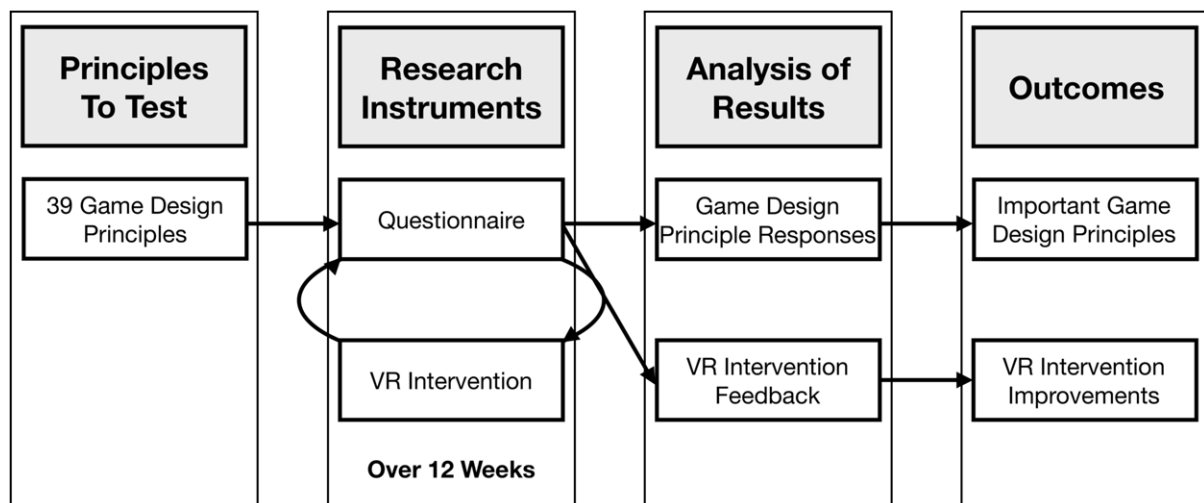 Principles
To Test
39 Game Design
Principles
Research
Instruments
Questionnaire
VR Intervention
Over 12 Weeks
Analysis of
Results
Game Design
Principle Responses
VR Intervention
Feedback
Outcomes
Important Game
Design Principles
VR Intervention
Improvements